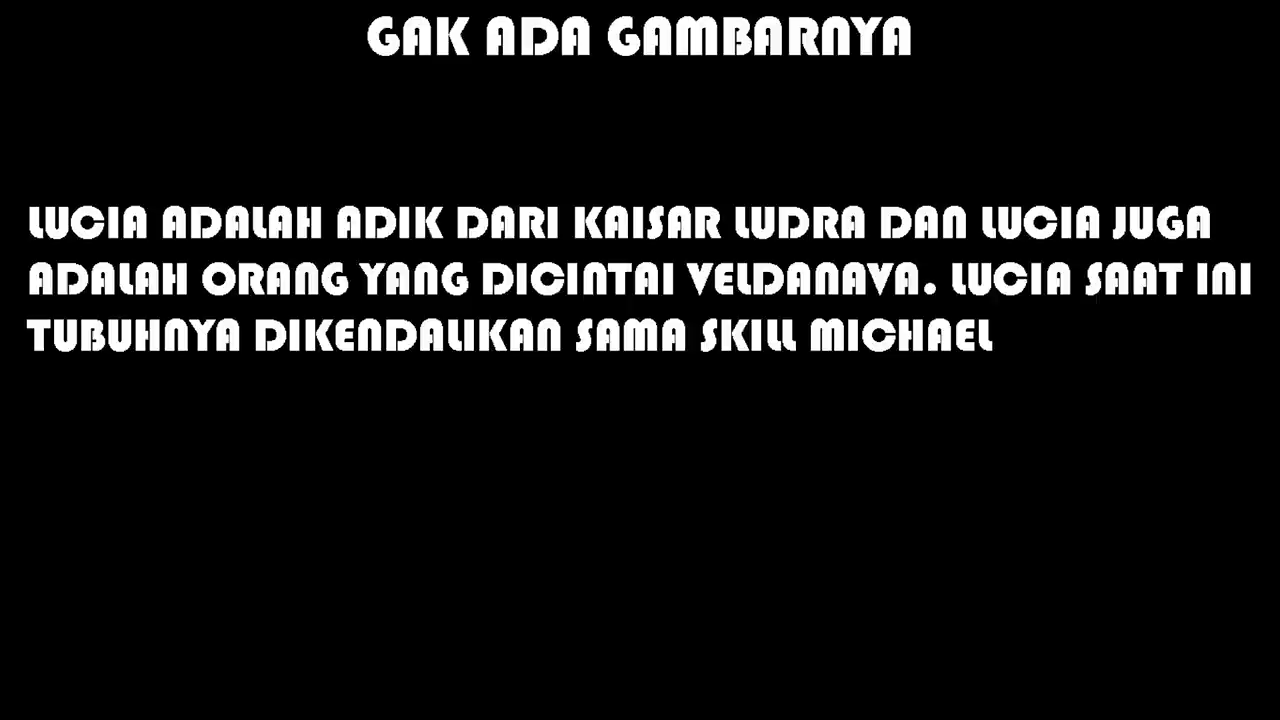 GAK ADA GAMBARNYA
LUCIA ADALAH ADIK DARI KAISAR LUDRA DAN LUCIA JUGA
ADALAH ORANG YANG DICINTAI VELDANAVA. LUCIA SAAT INI
TUBUHNYA DIKENDALIKAN SAMA SKILL MICHAEL